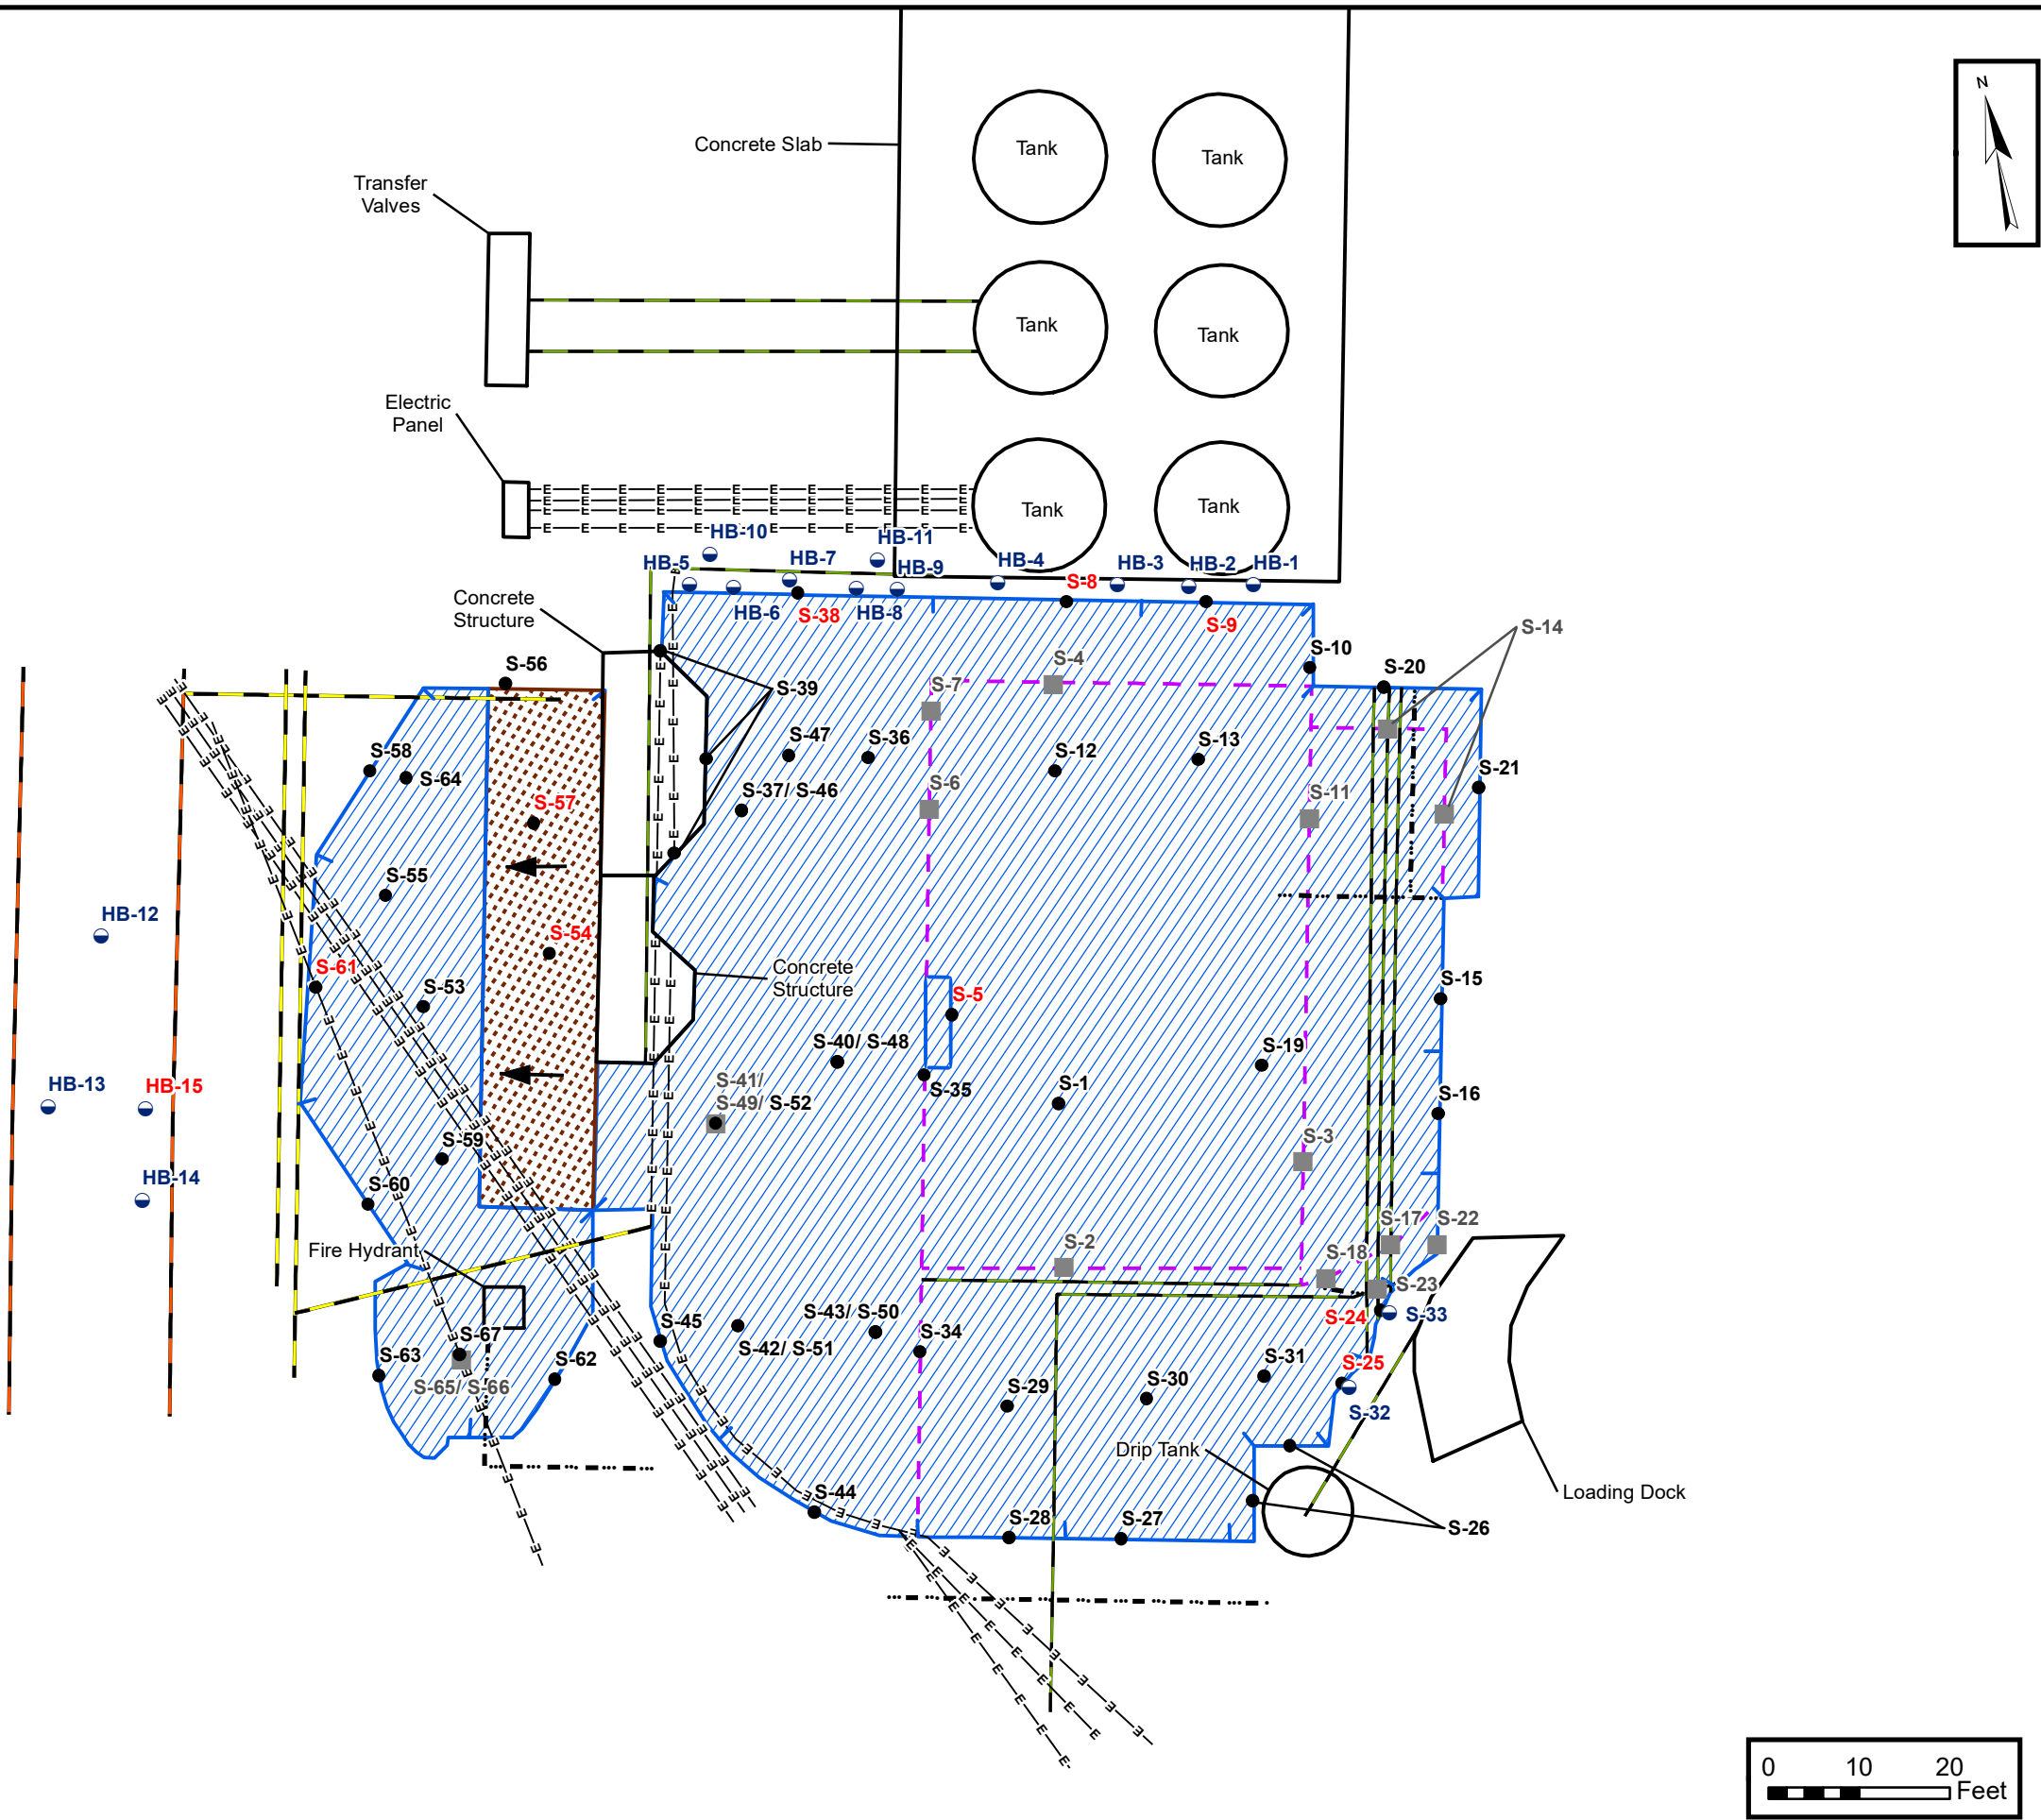 N
Concrete Slab
Tank
Tank
Transfer
Valves
Tank
Tank
Electric
Panel
Tank
Tank
HB-10
HB-11
HB-5
HB-7
HB-9
HB-4
HB-3
HB-2
HB-1
S-8
Concrete
Structure
HB-6
S-38
HB-8
S-9
S-14
S-10
S-56
S-4
S-20
S-7
S-39
S-58
S-64
S-47
S-36
S-12
S-13
S-21
S-57
S-37/ S-46
S-6
S-11
S-55
HB-12
S-54
S-61
Concrete
Structure
S-53
S-5
S-15
S-40/ S-48
S-19
HB-13
HB-15
S-41/
S-49/ S-52
S-35
S-1
S-16
S-59
S-3
HB-14
S-60
S-17
S-22
Fire Hydrant
S-2
S-18
S-23
S-43/ S-50
S-24
S-33
S-67
S-45
S-42/ S-51
S-34
S-63
S-62
S-31
S-25
S-65/ S-66
S-29
S-30
S-32
Drip Tank
S-44
Loading Dock
S-28
S-27
S-26
0 10 20
Feet
E E E E E E E E E E E E
E E E E E E E E E E E E
E E E E E E E E E E E E
E E E E E E E E E E E E